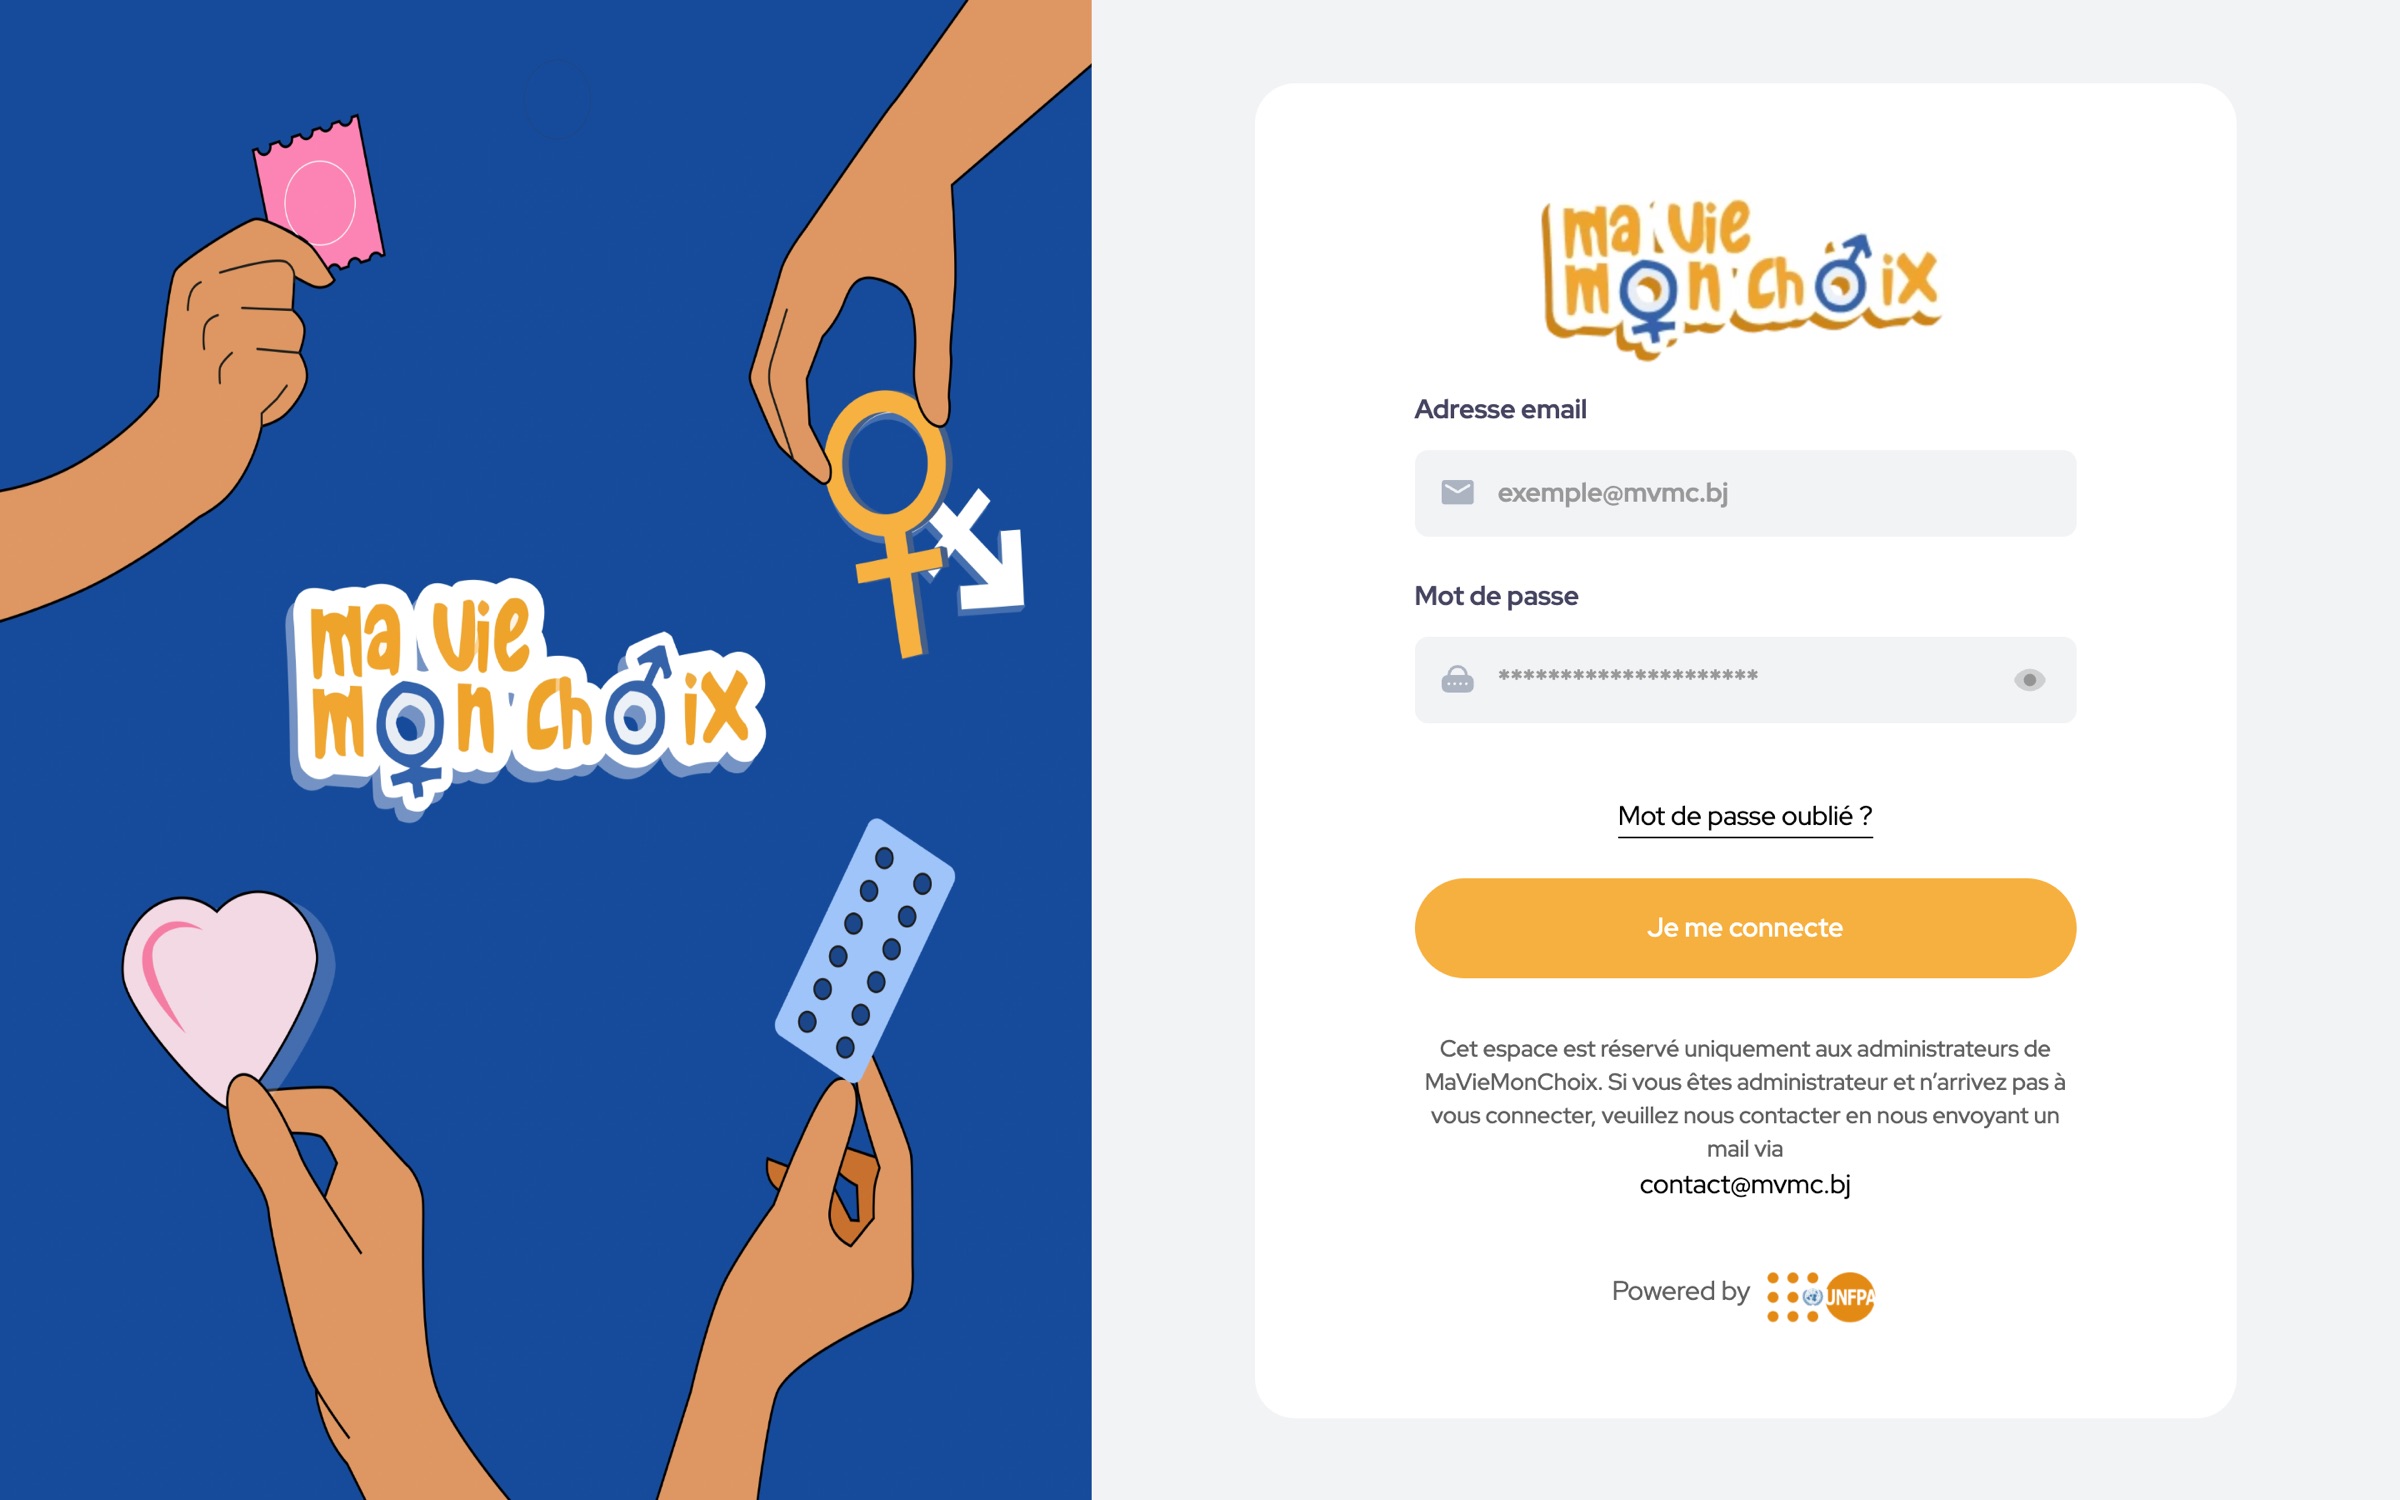 ma vie
mon choix
ma vie
mon choix
Adresse email
exemple@mvmc.bj
Mot de passe
*********************
Mot de passe oublié ?
Je me connecte
Cet espace est réservé uniquement aux administrateurs de
MaVieMonChoix. Si vous êtes administrateur et n’arrivez pas à
vous connecter, veuillez nous contacter en nous envoyant un
mail via
contact@mvmc.bj
Powered by UNFPA